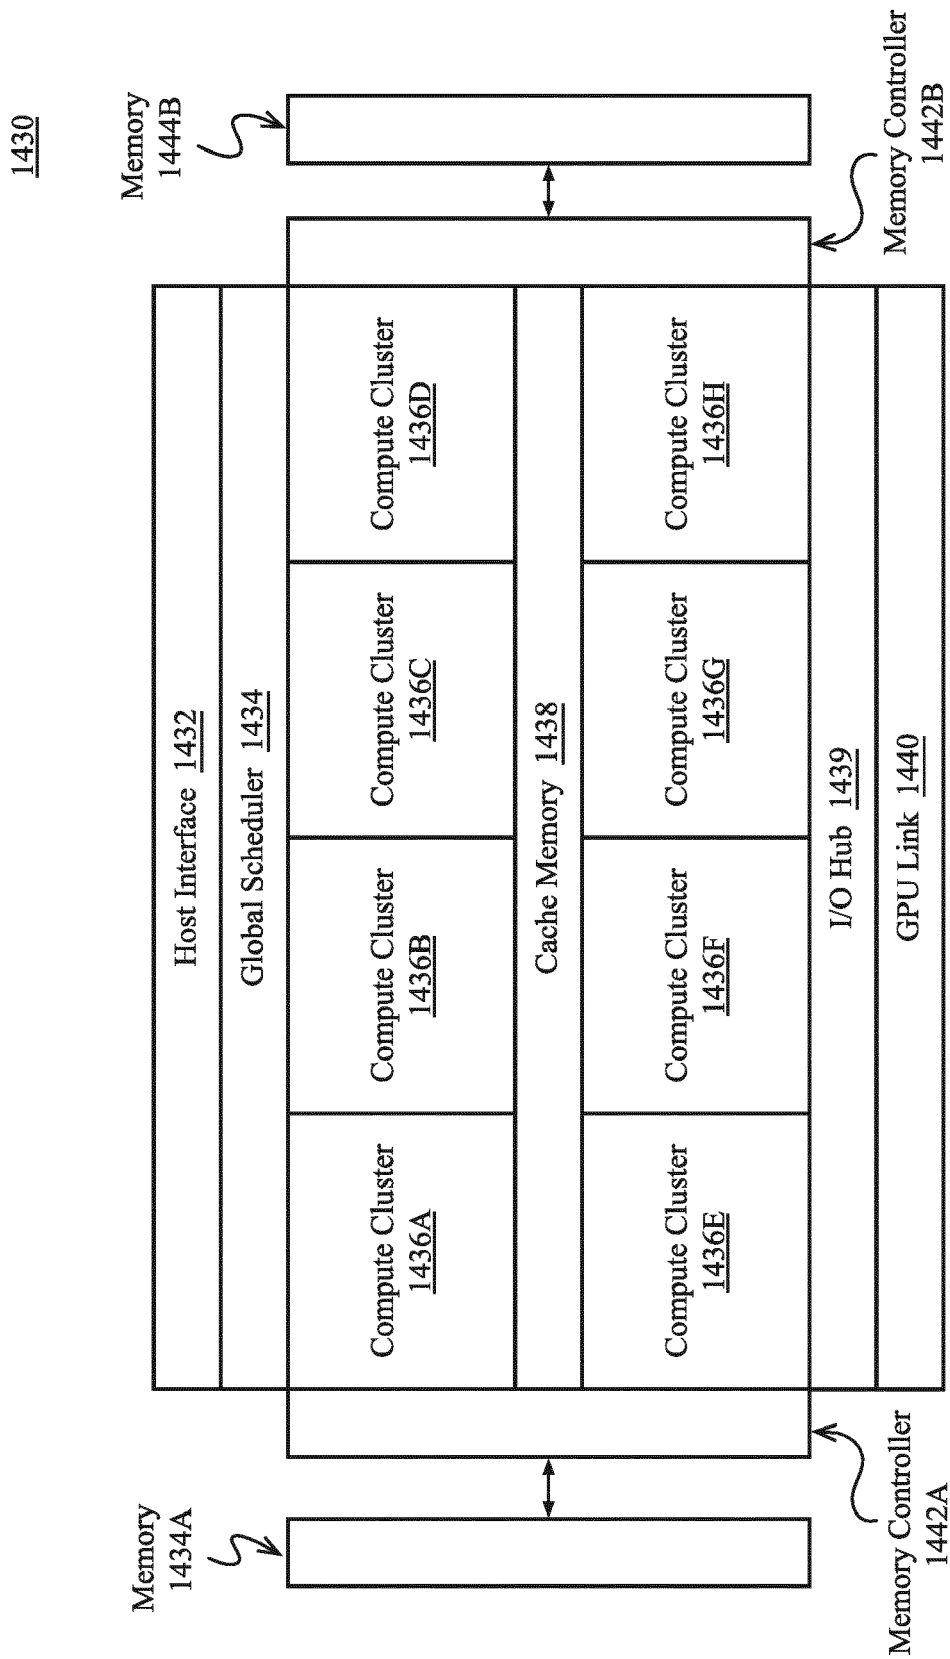 1430
Memory
1434A
Memory
1444B
Host Interface 1432
Global Scheduler 1434
Compute Cluster
1436A
Compute Cluster
1436B
Compute Cluster
1436C
Compute Cluster
1436D
Cache Memory 1438
Compute Cluster
1436E
Compute Cluster
1436F
Compute Cluster
1436G
Compute Cluster
1436H
I/O Hub 1439
GPU Link 1440
Memory Controller
1442A
Memory Controller
1442B